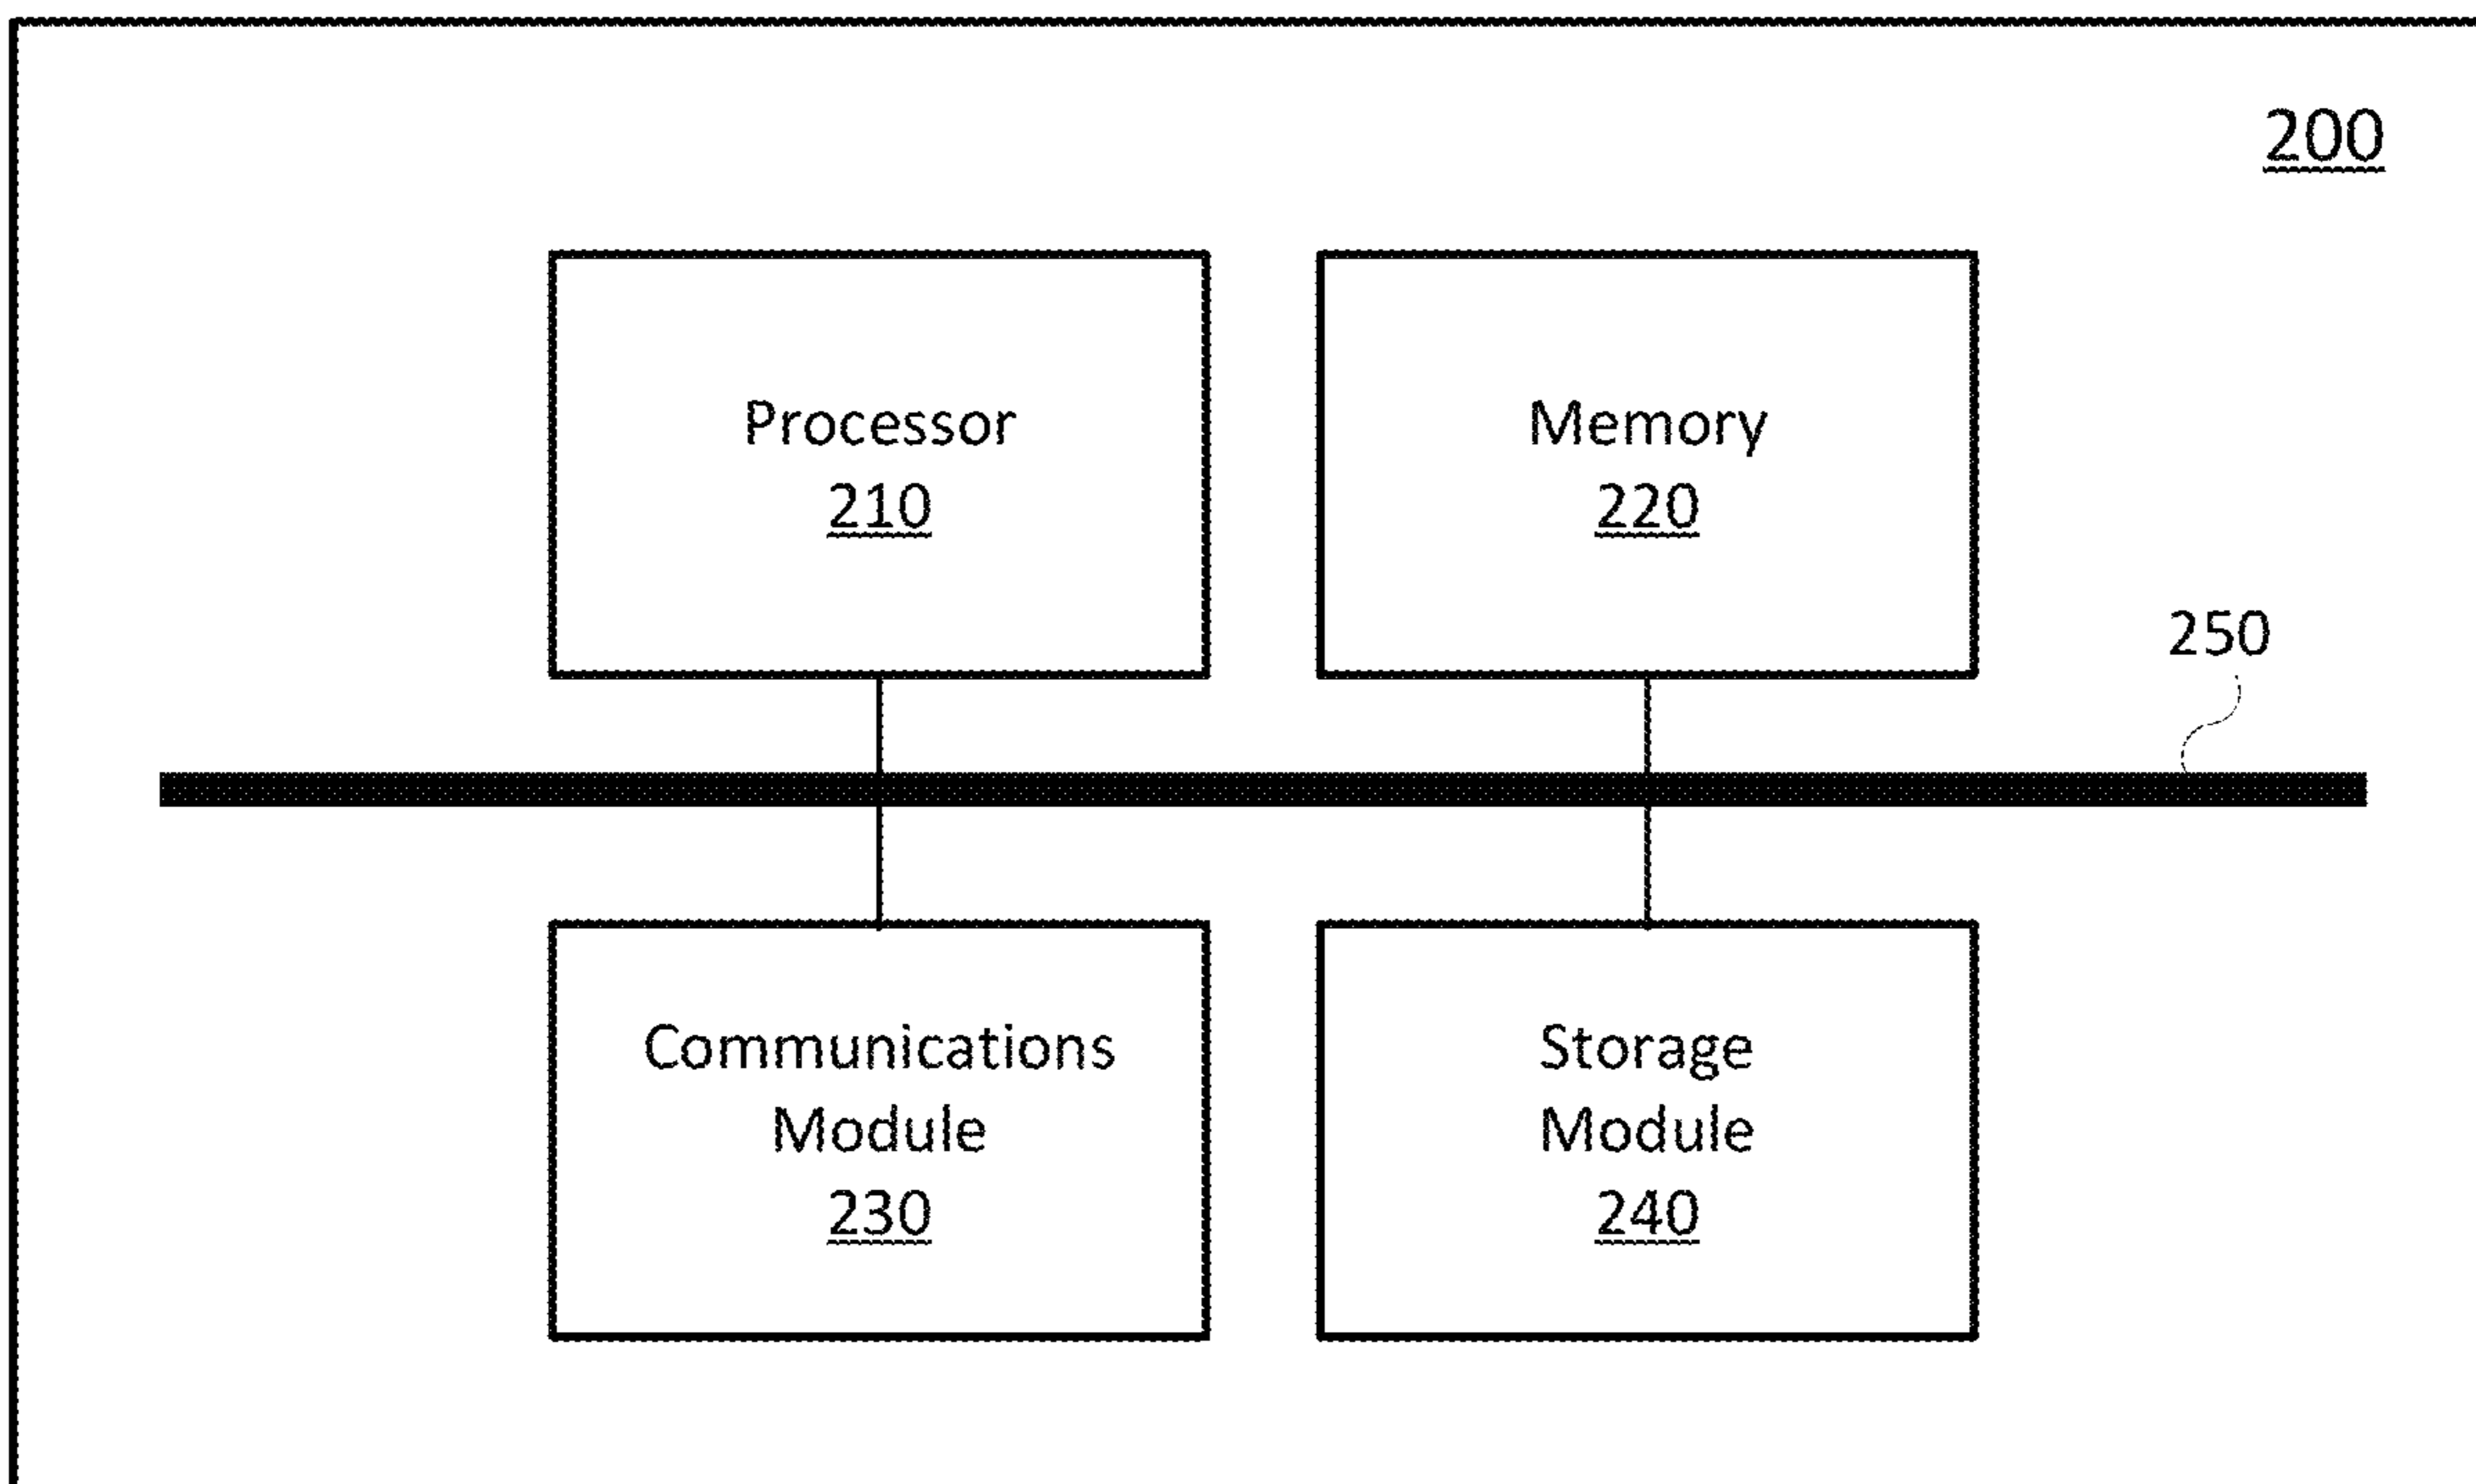 200
Processor
210
Memory
220
250
Communications
Module
230
Storage
Module
240